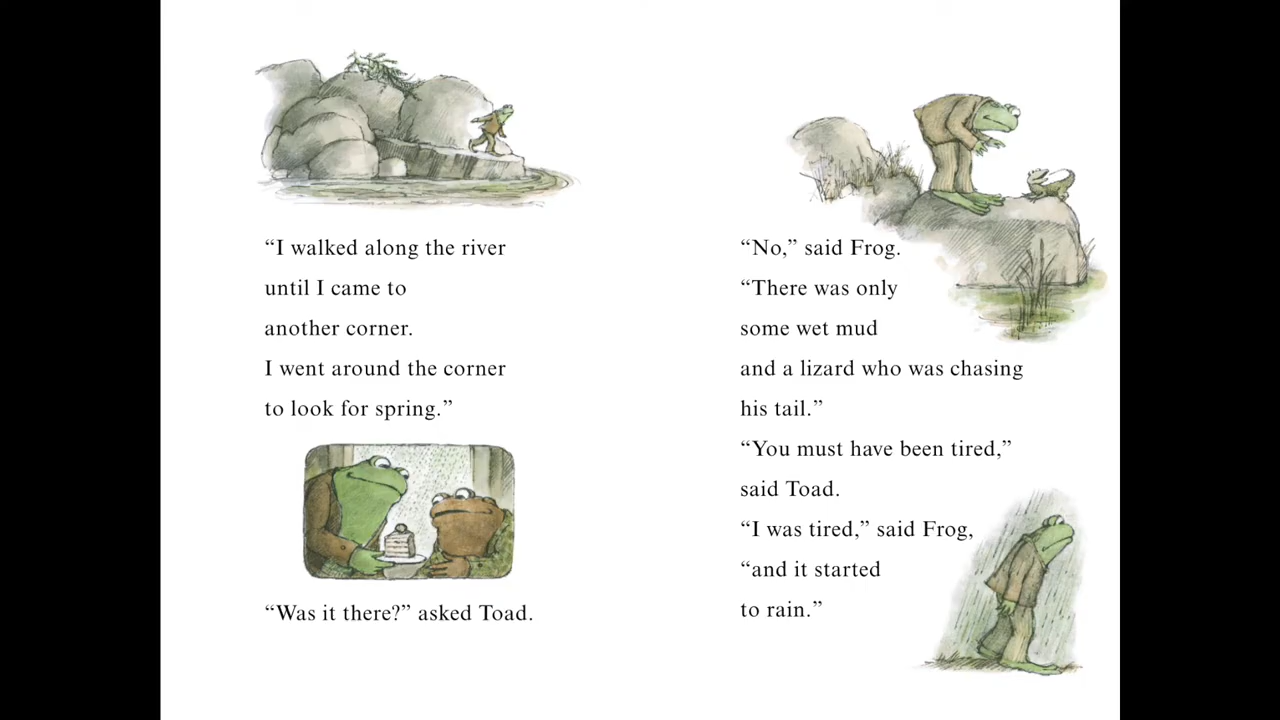 “I walked along the river
until I came to
another corner.
I went around the corner
to look for spring.”
“Was it there?” asked Toad.
“No,” said Frog.
“There was only
some wet mud
and a lizard who was chasing
his tail.”
“You must have been tired,”
said Toad.
“I was tired,” said Frog,
“and it started
to rain.”